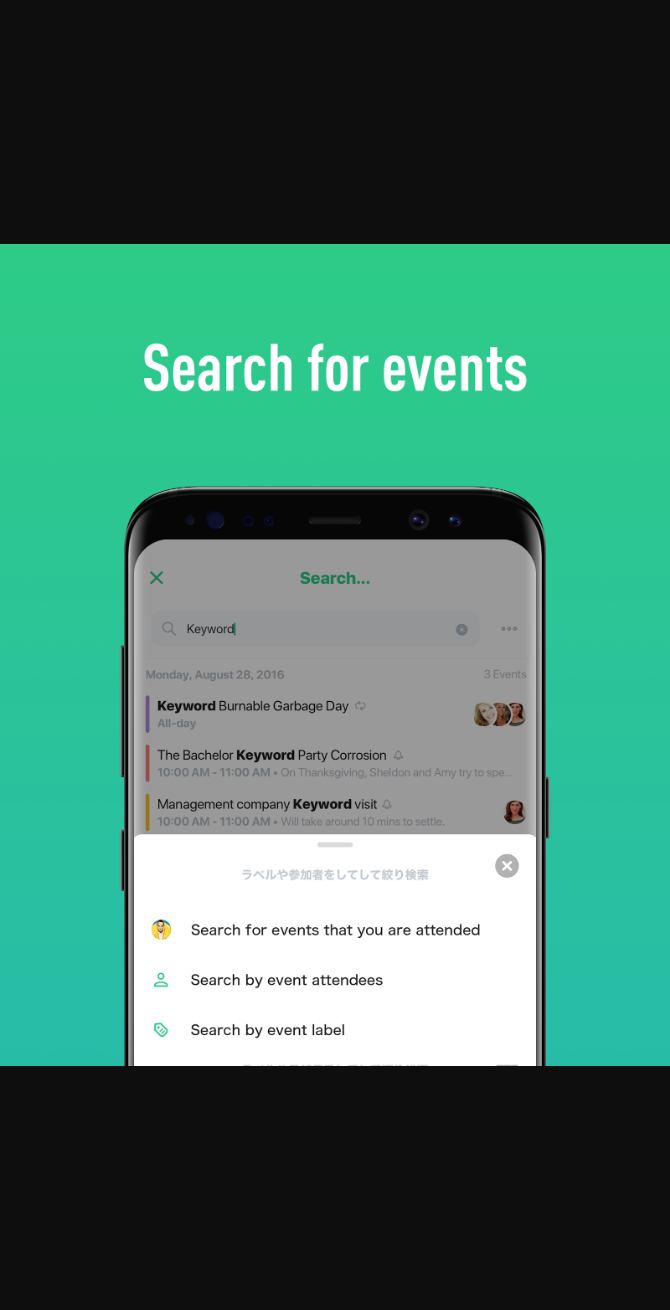 Search for events
Search...
Keyword
Monday, August 28, 2016 3 Events
Keyword Burnable Garbage Day
All-day
The Bachelor Keyword Party Corrosion
10:00 AM - 11:00 AM • On Thanksgiving, Sheldon and Amy try to spe...
Management company Keyword visit
10:00 AM - 11:00 AM • Will take around 10 mins to settle.
ラベルや参加者をしてして絞り検索
Search for events that you are attended
Search by event attendees
Search by event label